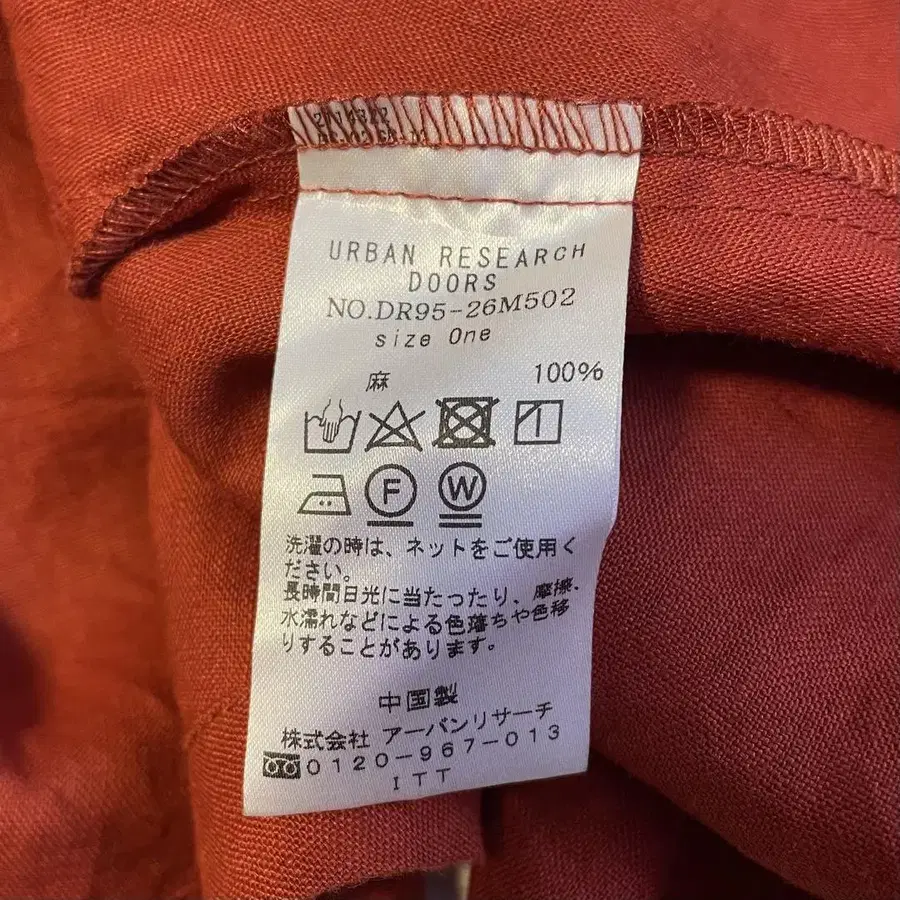 URBAN RESEARCH
DOORS
NO.DR95-26M502
size One
麻 100%
F W
洗濯の時は、ネットをご使用く
ださい。
長時間日光に当たったり、摩擦、
水濡れなどによる色落ちや色移
りすることがあります。
中国製
株式会社 アーバンリサーチ
0120-967-013
ITT